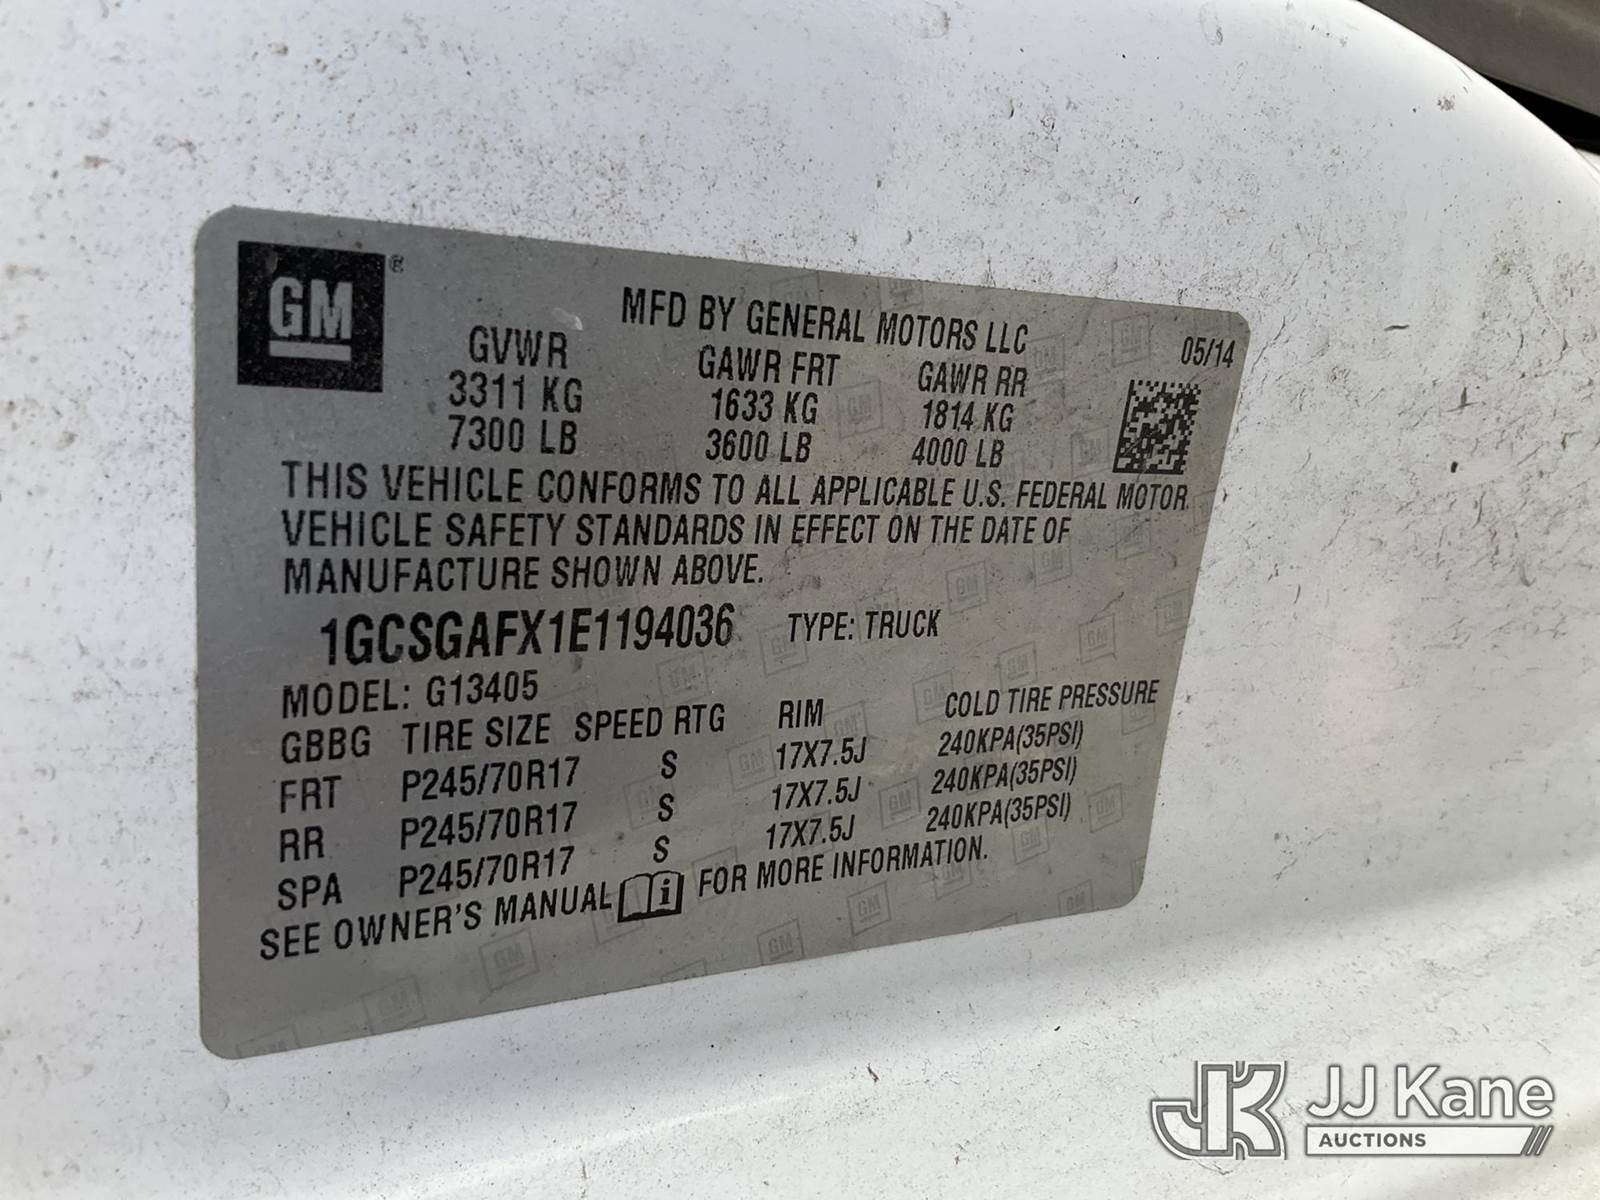 GM
MFD BY GENERAL MOTORS LLC 05/14
GVWR GAWR FRT GAWR RR
3311 KG 1633 KG 1814 KG
7300 LB 3600 LB 4000 LB
THIS VEHICLE CONFORMS TO ALL APPLICABLE U.S. FEDERAL MOTOR
VEHICLE SAFETY STANDARDS IN EFFECT ON THE DATE OF
MANUFACTURE SHOWN ABOVE.
1GCSGAFX1E1194036 TYPE: TRUCK
MODEL: G13405
GBBG TIRE SIZE SPEED RTG RIM COLD TIRE PRESSURE
FRT P245/70R17 S 17X7.5J 240KPA(35PSI)
RR P245/70R17 S 17X7.5J 240KPA(35PSI)
SPA P245/70R17 S 17X7.5J 240KPA(35PSI)
SEE OWNER'S MANUAL i FOR MORE INFORMATION.
JK JJ Kane
AUCTIONS